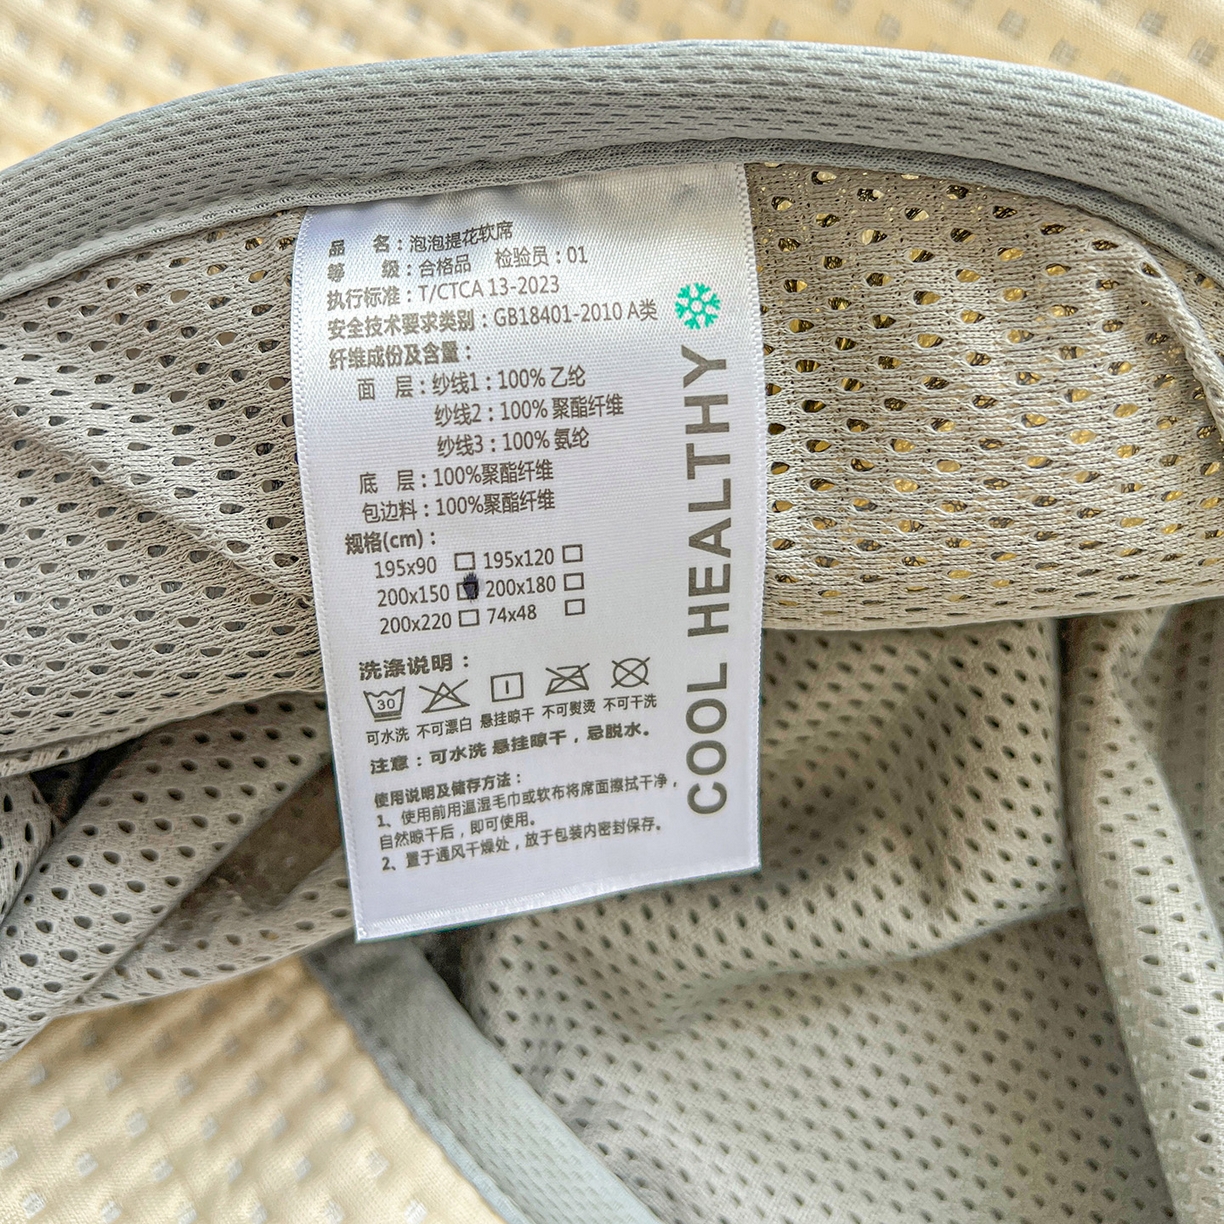 品 名：泡泡提花软席
等 级：合格品 检验员：01
执行标准：T/CTCA 13-2023
安全技术要求类别：GB18401-2010 A类
纤维成份及含量：
面 层：纱线1：100% 乙纶
纱线2：100% 聚酯纤维
纱线3：100% 氨纶
底 层：100%聚酯纤维
包边料：100%聚酯纤维
规格(cm)：
195x90 □ 195x120 □
200x150 □ 200x180 □
200x220 □ 74x48 □
洗涤说明：
30
可水洗 不可漂白 悬挂晾干 不可熨烫 不可干洗
注意：可水洗 悬挂晾干，忌脱水。
使用说明及储存方法：
1、使用前用温湿毛巾或软布将席面擦拭干净，
自然晾干后，即可使用。
2、置于通风干燥处，放于包装内密封保存。
COOL HEALTHY